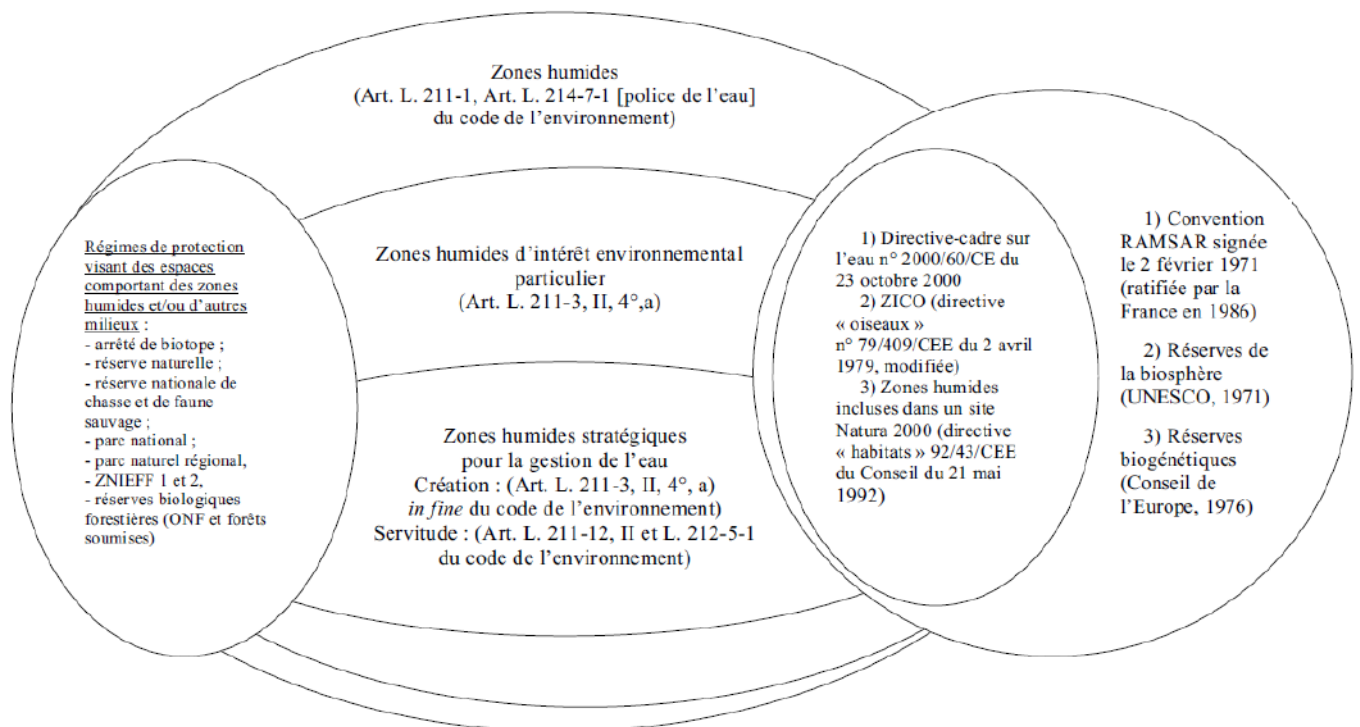 Zones humides
(Art. L. 211-1, Art. L. 214-7-1 [police de l'eau]
du code de l'environnement)
Régimes de protection
visant des espaces
comportant des zones
humides et/ou d'autres
milieux :
- arrêté de biotope ;
- réserve naturelle ;
- réserve nationale de
chasse et de faune
sauvage ;
- parc national ;
- parc naturel régional,
- ZNIEFF 1 et 2,
- réserves biologiques
forestières (ONF et forêts
soumises)
Zones humides d'intérêt environnemental
particulier
(Art. L. 211-3, II, 4°,a)
Zones humides stratégiques
pour la gestion de l'eau
Création : (Art. L. 211-3, II, 4°, a)
in fine du code de l'environnement)
Servitude : (Art. L. 211-12, II et L. 212-5-1
du code de l'environnement)
1) Directive-cadre sur
l'eau n° 2000/60/CE du
23 octobre 2000
2) ZICO (directive
« oiseaux »
n° 79/409/CEE du 2 avril
1979, modifiée)
3) Zones humides
incluses dans un site
Natura 2000 (directive
« habitats » 92/43/CEE
du Conseil du 21 mai
1992)
1) Convention
RAMSAR signée
le 2 février 1971
(ratifiée par la
France en 1986)
2) Réserves de
la biosphère
(UNESCO, 1971)
3) Réserves
biogénétiques
(Conseil de
l'Europe, 1976)